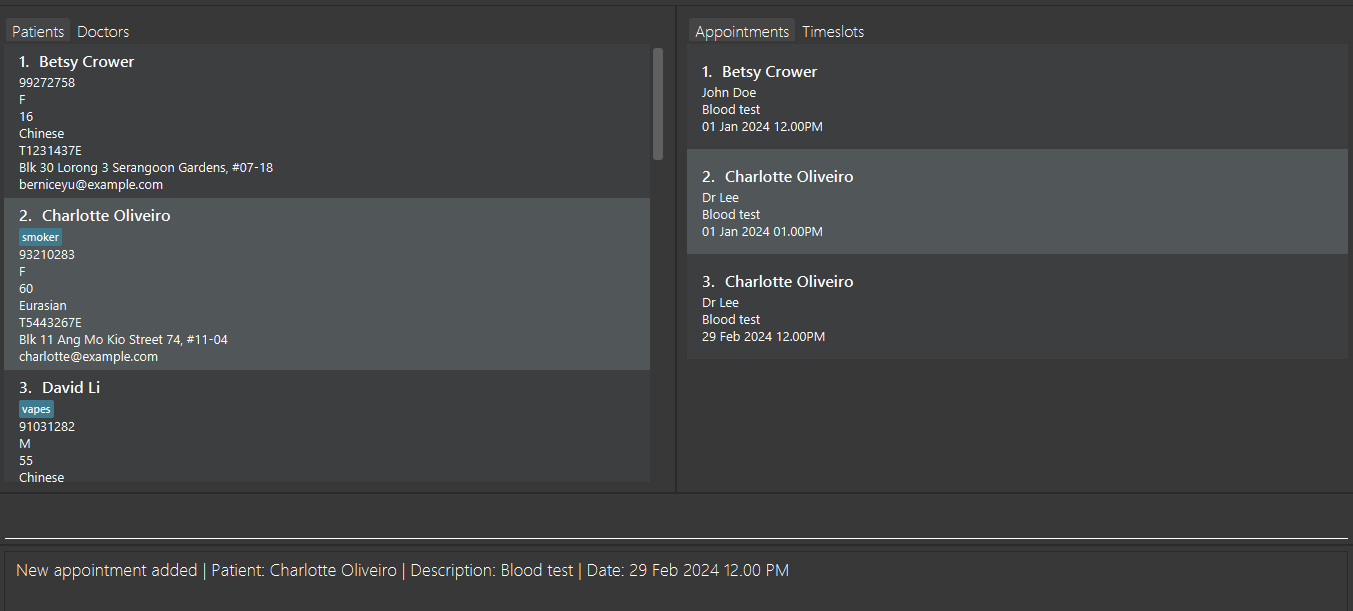 Patients Doctors
1. Betsy Crower
99272758
F
16
Chinese
T1231437E
Blk 30 Lorong 3 Serangoon Gardens, #07-18
berniceyu@example.com
2. Charlotte Oliveiro
smoker
93210283
F
60
Eurasian
T5443267E
Blk 11 Ang Mo Kio Street 74, #11-04
charlotte@example.com
3. David Li
vapes
91031282
M
55
Chinese
Appointments Timeslots
1. Betsy Crower
John Doe
Blood test
01 Jan 2024 12.00PM
2. Charlotte Oliveiro
Dr Lee
Blood test
01 Jan 2024 01.00PM
3. Charlotte Oliveiro
Dr Lee
Blood test
29 Feb 2024 12.00PM
New appointment added | Patient: Charlotte Oliveiro | Description: Blood test | Date: 29 Feb 2024 12.00 PM